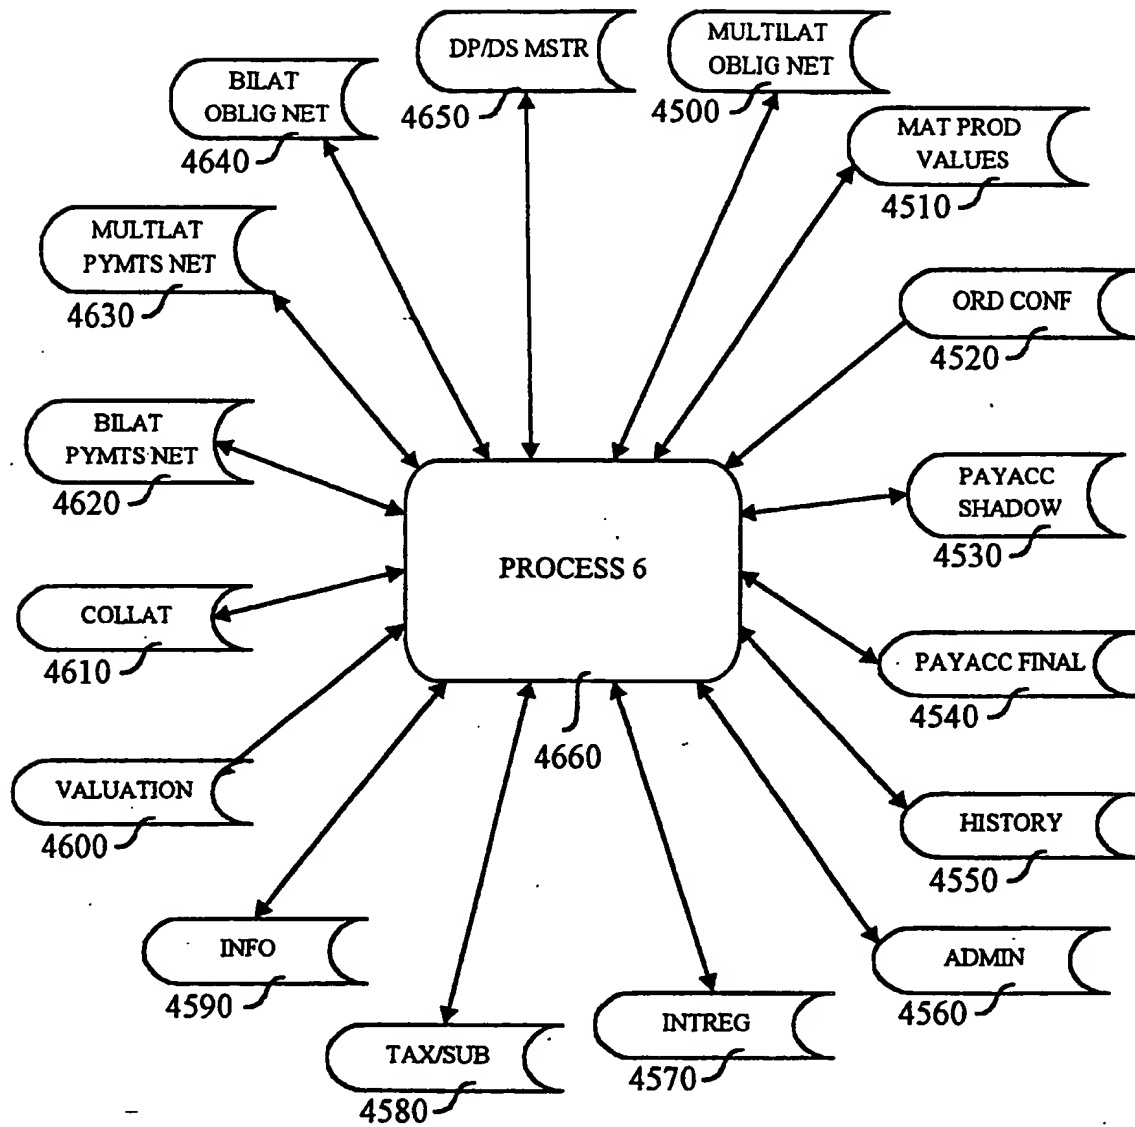 DP/DS MSTR
4650
MULTILAT
OBLIG NET
4500
BILAT
OBLIG NET
4640
MAT PROD
VALUES
4510
MULTLAT
PYMTS NET
4630
ORD CONF
4520
BILAT
PYMTS NET
4620
PAYACC
SHADOW
4530
PROCESS 6
4660
COLLAT
4610
PAYACC FINAL
4540
VALUATION
4600
HISTORY
4550
INFO
4590
ADMIN
4560
TAX/SUB
4580
INTREG
4570